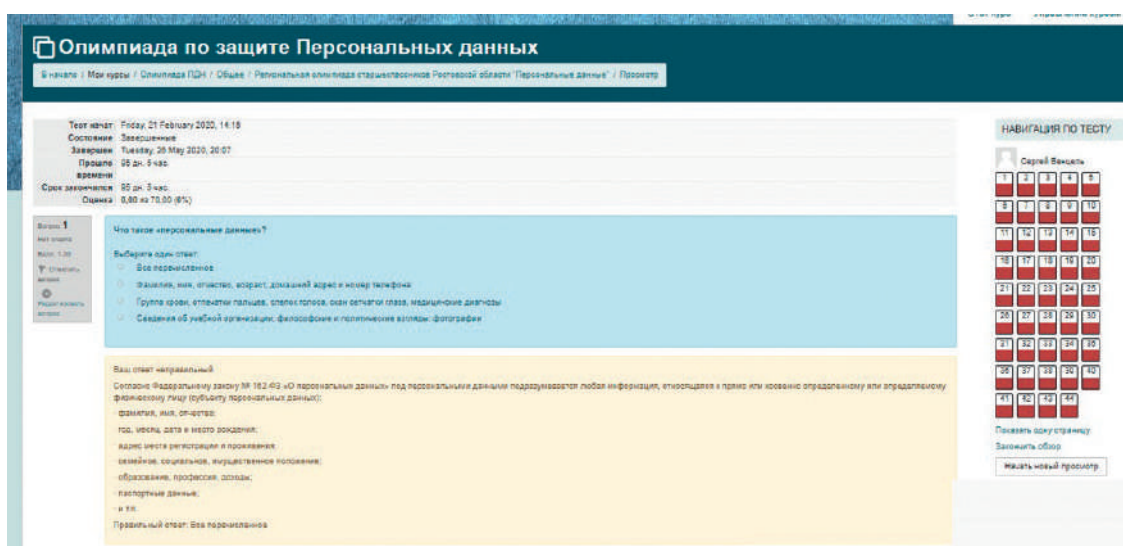 Олимпиада по защите Персональных данных
В начало / Мои курсы / Олимпиада ПДН / Общее / Региональная олимпиада старшеклассников Ростовской области "Персональные данные" / Просмотр
Тест начат Friday, 21 February 2020, 14:18
Состояние Завершенные
Завершен Tuesday, 26 May 2020, 20:07
Прошло времени 95 дн. 5 час.
Срок закончился 95 дн. 5 час.
Оценка 0,00 из 70,00 (0%)
Вопрос 1
Нет ответа
Балл: 1,00
Отметить вопрос
Редактировать вопрос
Что такое «персональные данные»?
Выберите один ответ:
Все перечисленное
Фамилия, имя, отчество, возраст, домашний адрес и номер телефона
Группа крови, отпечатки пальцев, слепок голоса, скан сетчатки глаза, медицинские диагнозы
Сведения об учебной организации; философские и политические взгляды; фотографии
Ваш ответ неправильный
Согласно Федеральному закону № 152-ФЗ «О персональных данных» под персональными данными подразумевается любая информация, относящаяся к прямо или косвенно определенному или определяемому
физическому лицу (субъекту персональных данных):
- фамилия, имя, отчество;
год, месяц, дата и место рождения;
адрес места регистрации и проживания;
семейное, социальное, имущественное положение;
образование, профессия, доходы;
- паспортные данные;
- и т.п.
Правильный ответ: Все перечисленное
НАВИГАЦИЯ ПО ТЕСТУ
Сергей Венцель
1 2 3 4 5
6 7 8 9 10
11 12 13 14 15
16 17 18 19 20
21 22 23 24 25
26 27 28 29 30
31 32 33 34 35
36 37 38 39 40
41 42 43 44
Показать одну страницу
Закончить обзор
Начать новый просмотр